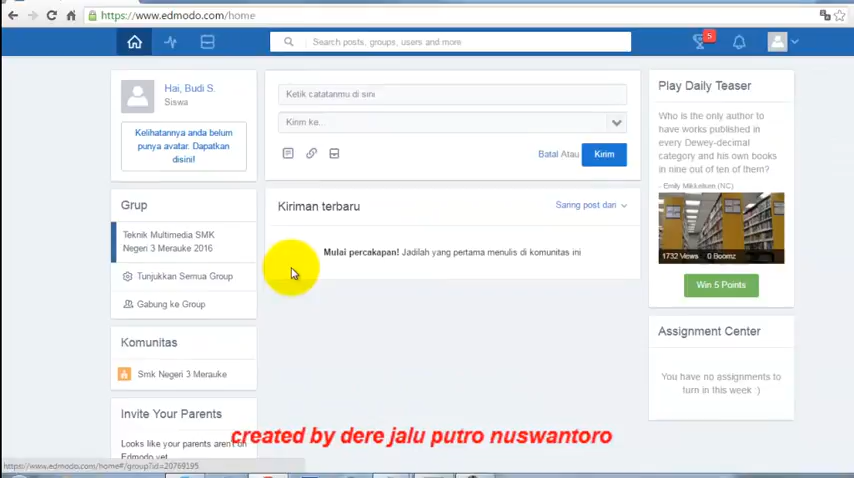 https://www.edmodo.com/home
Search posts, groups, users and more
5
Hai, Budi S.
Siswa
Kelihatannya anda belum
punya avatar. Dapatkan
disini!
Grup
Teknik Multimedia SMK
Negeri 3 Merauke 2016
Tunjukkan Semua Grup
Gabung ke Group
Komunitas
Smk Negeri 3 Merauke
Invite Your Parents
Looks like your parents aren't on
Edmodo yet.
Ketik catatanmu di sini
Kirim ke..
Batal Atau Kirim
Kiriman terbaru
Saring post dari
Mulai percakapan! Jadilah yang pertama menulis di komunitas ini
Play Daily Teaser
Who is the only author to
have works published in
every Dewey-decimal
category and his own books
in nine out of ten of them?
- Emily Mikkelsen (NC)
1732 Views 0 Boomz
Win 5 Points
Assignment Center
You have no assignments to
turn in this week :)
created by dere jalu putro nuswantoro
https://www.edmodo.com/home#/group?id=20769195